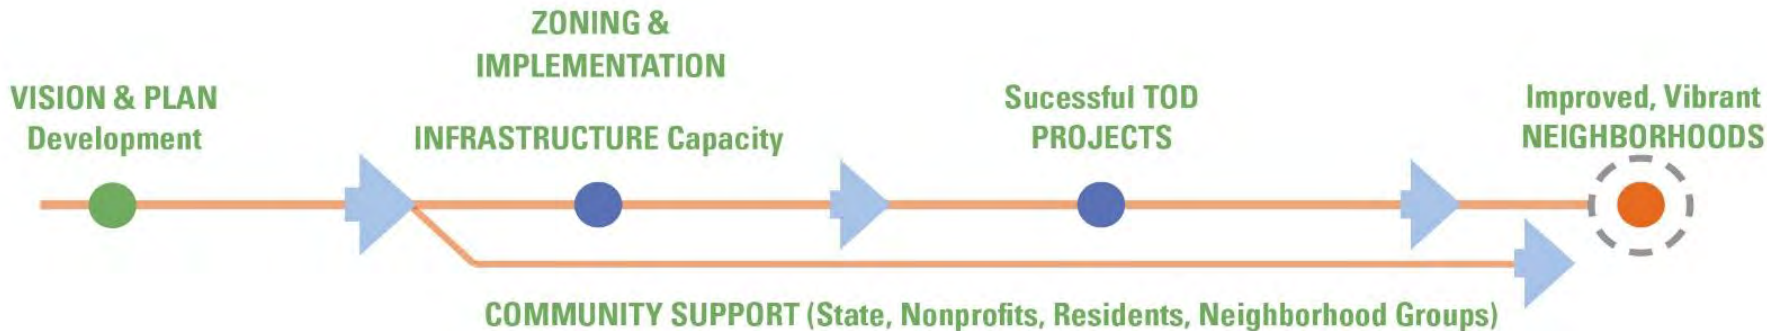 VISION & PLAN
Development
ZONING &
IMPLEMENTATION
INFRASTRUCTURE Capacity
Sucessful TOD
PROJECTS
Improved, Vibrant
NEIGHBORHOODS
COMMUNITY SUPPORT (State, Nonprofits, Residents, Neighborhood Groups)